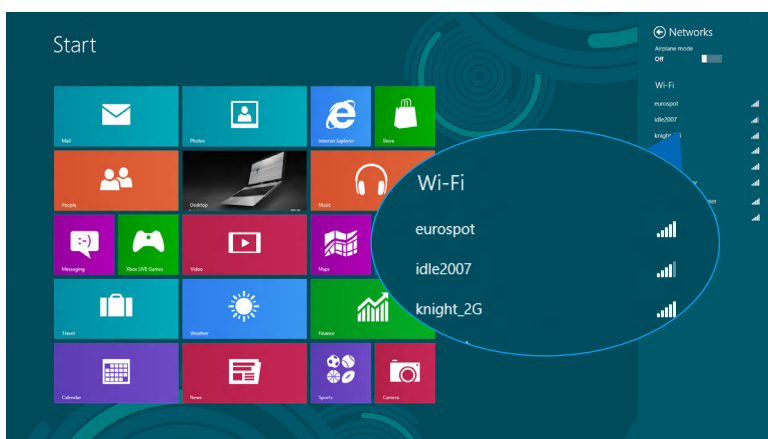 Start
Mail
Photos
Internet Explorer
Store
People
Desktop
Music
Messaging
Xbox LIVE Games
Video
Maps
Travel
Weather
Finance
Calendar
News
Sports
Camera
Networks
Airplane mode
Off
Wi-Fi
eurospot
idle2007
Wi-Fi
eurospot
idle2007
knight_2G